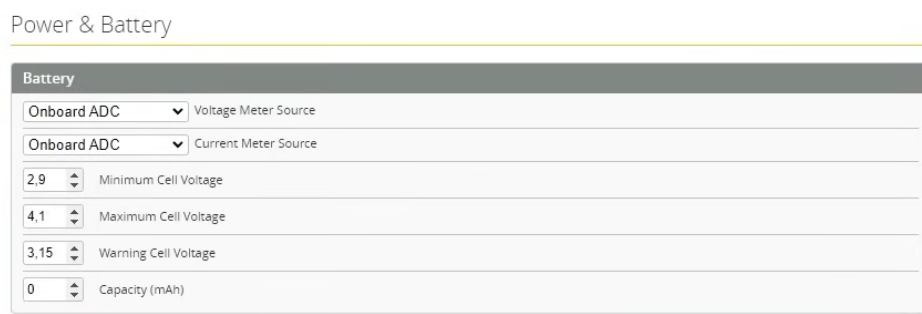 Power & Battery
Battery
Onboard ADC Voltage Meter Source
Onboard ADC Current Meter Source
2,9 Minimum Cell Voltage
4,1 Maximum Cell Voltage
3,15 Warning Cell Voltage
0 Capacity (mAh)